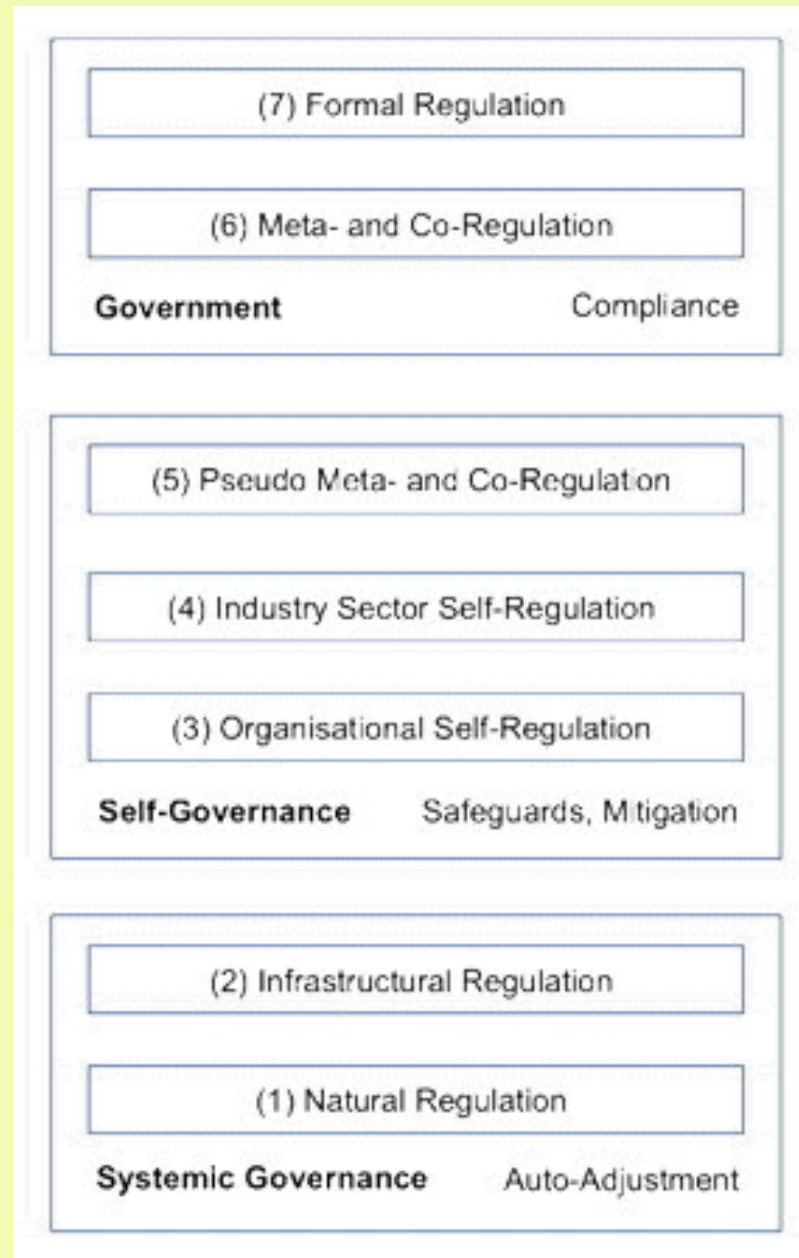 (7) Formal Regulation
(6) Meta- and Co-Regulation
Government Compliance
(5) Pseudo Meta- and Co-Regulation
(4) Industry Sector Self-Regulation
(3) Organisational Self-Regulation
Self-Governance Safeguards, Mitigation
(2) Infrastructural Regulation
(1) Natural Regulation
Systemic Governance Auto-Adjustment